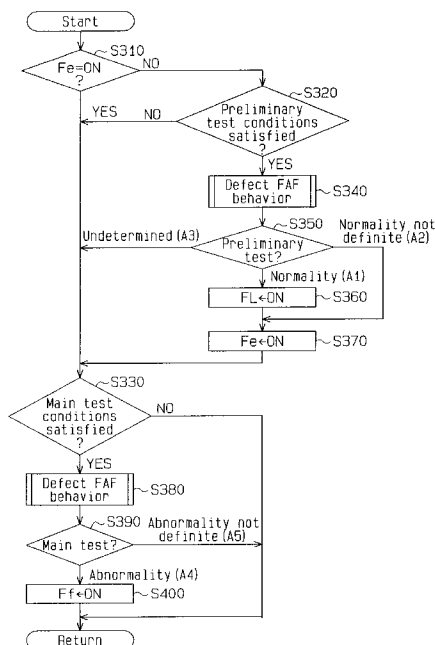 Start
S310
Fe=ON
?
NO
S320
YES
NO
Preliminary
test conditions
satisfied
?
YES
Defect FAF
behavior
S340
S350
Undetermined (A3)
Preliminary
test?
Normality not
definite (A2)
Normality (A1)
FL←ON
S360
Fe←ON
S370
S330
Main test
conditions
satisfied
?
NO
YES
Defect FAF
behavior
S380
S390
Main test?
Abnormality not
definite (A5)
Abnormality (A4)
Ff←ON
S400
Return